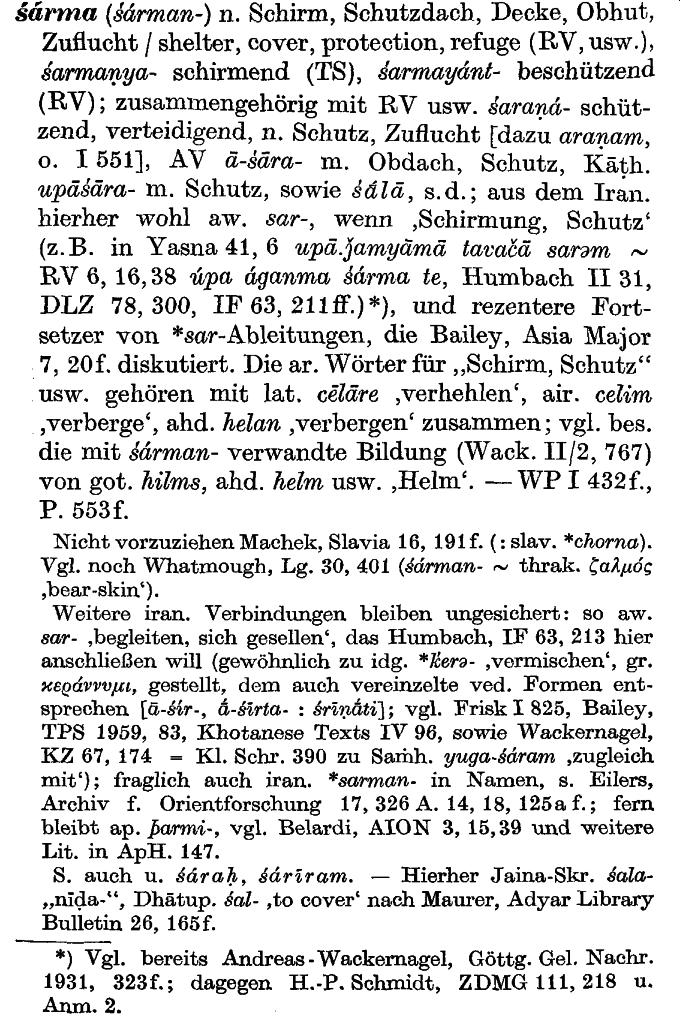 śárma (śárman-) n. Schirm, Schutzdach, Decke, Obhut,
Zuflucht / shelter, cover, protection, refuge (RV, usw.),
śarmaṇya- schirmend (TS), śarmayánt- beschützend
(RV); zusammengehörig mit RV usw. śaraṇá- schüt-
zend, verteidigend, n. Schutz, Zuflucht [dazu araṇam,
o. I 551], AV ā-śāra- m. Obdach, Schutz, Kāṭh.
upāśāra- m. Schutz, sowie śā́lā, s.d.; aus dem Iran.
hierher wohl aw. sar-, wenn ‚Schirmung, Schutz‘
(z.B. in Yasna 41, 6 upā.ǰamyāmā tavačā sarəm ~
RV 6, 16,38 úpa áganma śárma te, Humbach II 31,
DLZ 78, 300, IF 63, 211ff.)*), und rezentere Fort-
setzer von *sar-Ableitungen, die Bailey, Asia Major
7, 20f. diskutiert. Die ar. Wörter für „Schirm, Schutz“
usw. gehören mit lat. cēlāre ‚verhehlen‘, air. celim
‚verberge‘, ahd. helan ‚verbergen‘ zusammen; vgl. bes.
die mit śárman- verwandte Bildung (Wack. II/2, 767)
von got. hilms, ahd. helm usw. ‚Helm‘. — WP I 432f.,
P. 553f.
Nicht vorzuziehen Machek, Slavia 16, 191f. (: slav. *chorna).
Vgl. noch Whatmough, Lg. 30, 401 (śárman- ~ thrak. ζαλμός
‚bear-skin‘).
Weitere iran. Verbindungen bleiben ungesichert: so aw.
sar- ‚begleiten, sich gesellen‘, das Humbach, IF 63, 213 hier
anschließen will (gewöhnlich zu idg. *k̑erə- ‚vermischen‘, gr.
κεράννυμι, gestellt, dem auch vereinzelte ved. Formen ent-
sprechen [ā-śír-, ā́-śīrta- : śrīṇā́ti]; vgl. Frisk I 825, Bailey,
TPS 1959, 83, Khotanese Texts IV 96, sowie Wackernagel,
KZ 67, 174 = Kl. Schr. 390 zu Saṁh. yuga-śáram ‚zugleich
mit‘); fraglich auch iran. *sarman- in Namen, s. Eilers,
Archiv f. Orientforschung 17, 326 A. 14, 18, 125a f.; fern
bleibt ap. ϸarmi-, vgl. Belardi, AION 3, 15,39 und weitere
Lit. in ApH. 147.
S. auch u. śáraḥ, śárīram. — Hierher Jaina-Skr. śala-
„nīḍa-“, Dhātup. śal- ‚to cover‘ nach Maurer, Adyar Library
Bulletin 26, 165f.
*) Vgl. bereits Andreas-Wackernagel, Göttg. Gel. Nachr.
1931, 323f.; dagegen H.-P. Schmidt, ZDMG 111, 218 u.
Anm. 2.